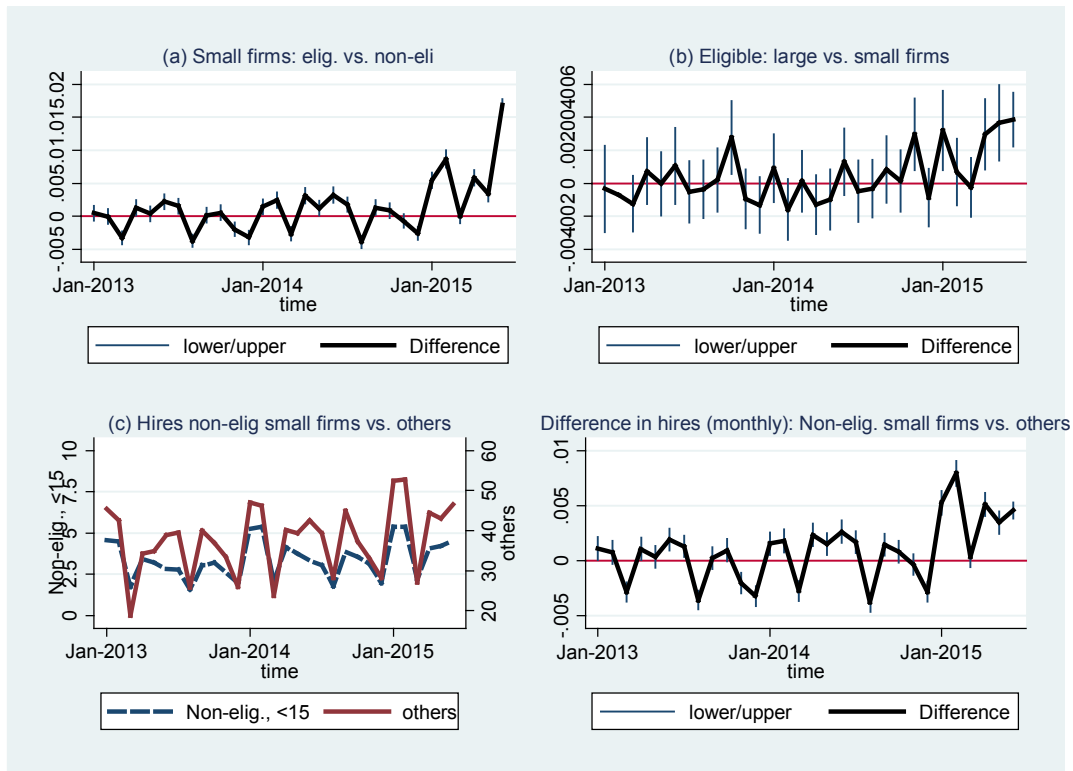 (a) Small firms: elig. vs. non-eli
-.005 0 .005.01.015.02
Jan-2013 Jan-2014 Jan-2015
time
lower/upper Difference
(b) Eligible: large vs. small firms
-.004002 0 .002004006
Jan-2013 Jan-2014 Jan-2015
time
lower/upper Difference
(c) Hires non-elig small firms vs. others
Non-elig., <15
0 2.5 5 7.5 10
20 30 40 50 60
others
Jan-2013 Jan-2014 Jan-2015
time
Non-elig., <15 others
Difference in hires (monthly): Non-elig. small firms vs. others
-.005 0 .005 .01
Jan-2013 Jan-2014 Jan-2015
time
lower/upper Difference